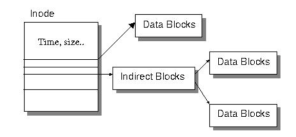 Inode
Time, size..
Data Blocks
Indirect Blocks
Data Blocks
Data Blocks